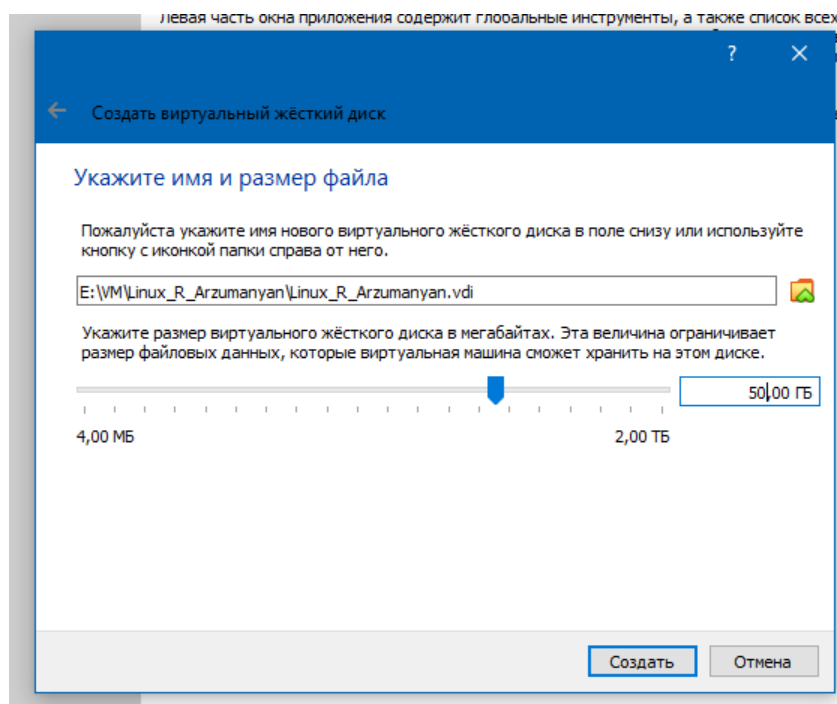 Левая часть окна приложения содержит глобальные инструменты, а также список всех
?
Создать виртуальный жёсткий диск
Укажите имя и размер файла
Пожалуйста укажите имя нового виртуального жёсткого диска в поле снизу или используйте
кнопку с иконкой папки справа от него.
E:\VM\Linux_R_Arzumanyan\Linux_R_Arzumanyan.vdi
Укажите размер виртуального жёсткого диска в мегабайтах. Эта величина ограничивает
размер файловых данных, которые виртуальная машина сможет хранить на этом диске.
50,00 ГБ
4,00 МБ 2,00 ТБ
Создать Отмена